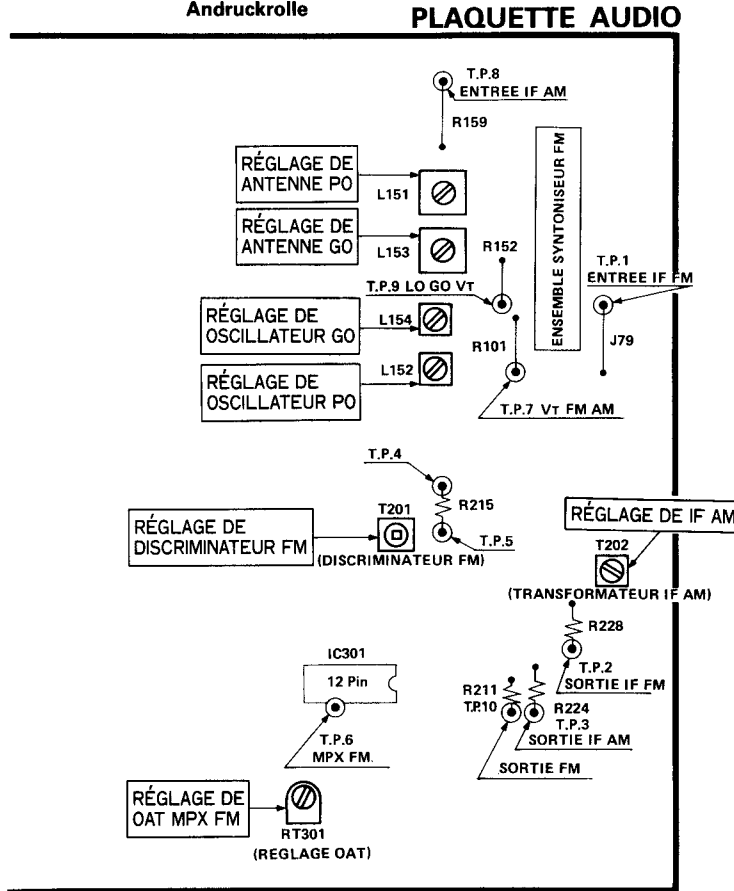 Andruckrolle
PLAQUETTE AUDIO
T.P.8
ENTREE IF AM
R159
RÉGLAGE DE
ANTENNE PO
L151
RÉGLAGE DE
ANTENNE GO
L153
R152
ENSEMBLE SYNTONISEUR FM
T.P.1
ENTREE IF FM
T.P.9 LO GO VT
RÉGLAGE DE
OSCILLATEUR GO
L154
R101
J79
L152
RÉGLAGE DE
OSCILLATEUR PO
T.P.7 VT FM AM
T.P.4
R215
T201
RÉGLAGE DE
DISCRIMINATEUR FM
(DISCRIMINATEUR FM)
T.P.5
RÉGLAGE DE IF AM
T202
(TRANSFORMATEUR IF AM)
R228
IC301
12 Pin
T.P.2
SORTIE IF FM
R211
T.P.10
R224
T.P.3
SORTIE IF AM
T.P.6
MPX FM.
SORTIE FM
RÉGLAGE DE
OAT MPX FM
RT301
(REGLAGE OAT)